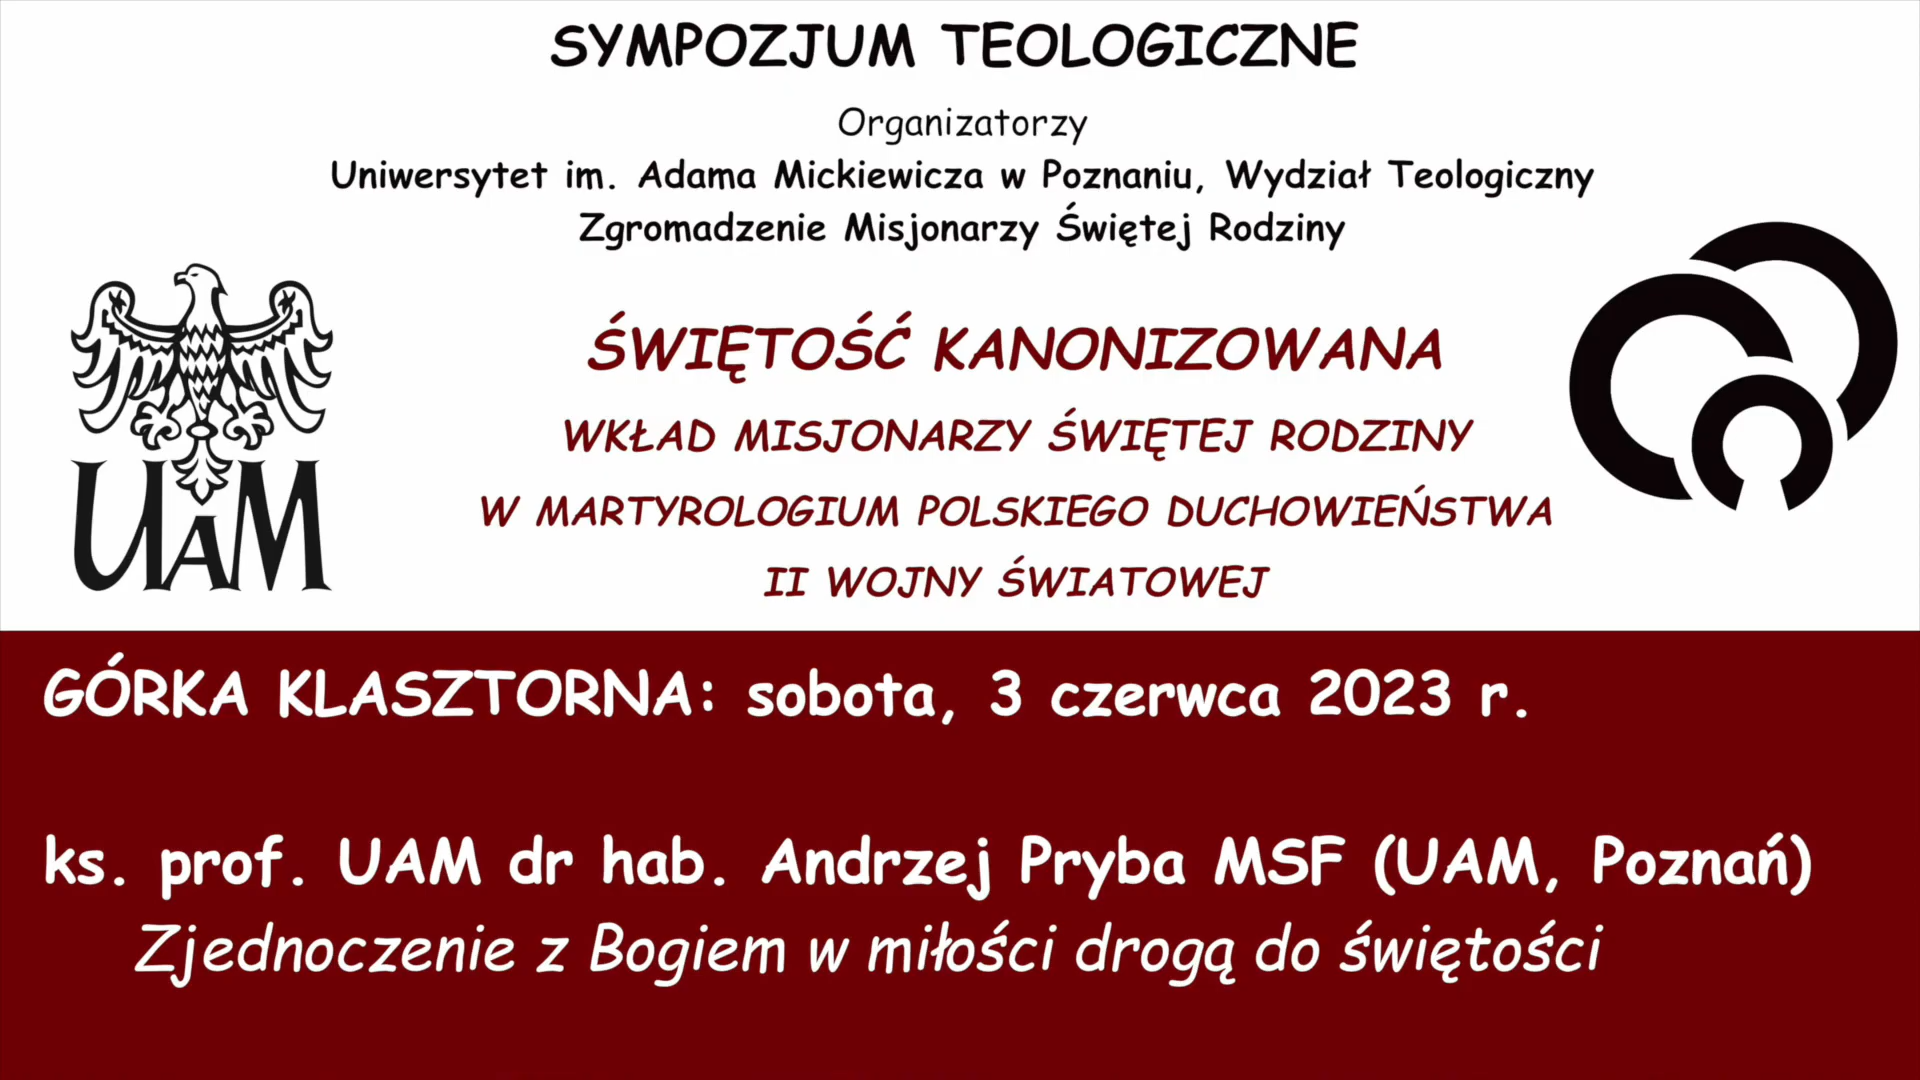 SYMPOZJUM TEOLOGICZNE
Organizatorzy
Uniwersytet im. Adama Mickiewicza w Poznaniu, Wydział Teologiczny
Zgromadzenie Misjonarzy Świętej Rodziny
ŚWIĘTOŚĆ KANONIZOWANA
WKŁAD MISJONARZY ŚWIĘTEJ RODZINY
W MARTYROLOGIUM POLSKIEGO DUCHOWIEŃSTWA
II WOJNY ŚWIATOWEJ
UAM
GÓRKA KLASZTORNA: sobota, 3 czerwca 2023 r.
ks. prof. UAM dr hab. Andrzej Pryba MSF (UAM, Poznań)
Zjednoczenie z Bogiem w miłości drogą do świętości